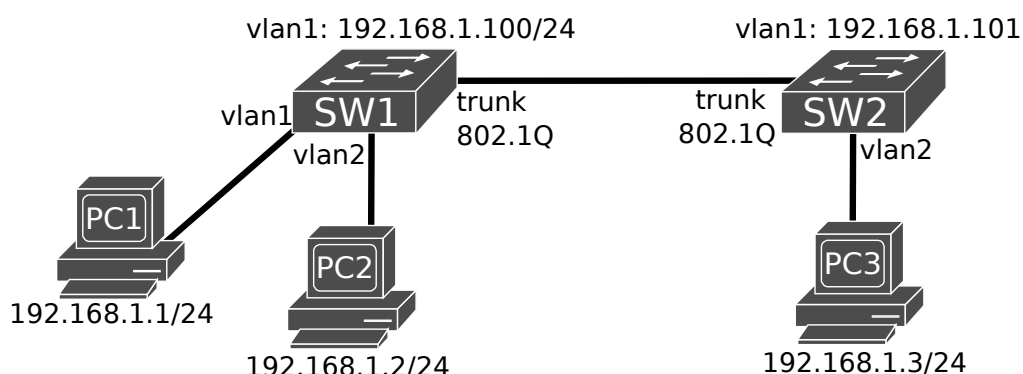 vlan1: 192.168.1.100/24
vlan1: 192.168.1.101
SW1
SW2
vlan1
trunk
802.1Q
trunk
802.1Q
vlan2
vlan2
PC1
PC2
PC3
192.168.1.1/24
192.168.1.2/24
192.168.1.3/24